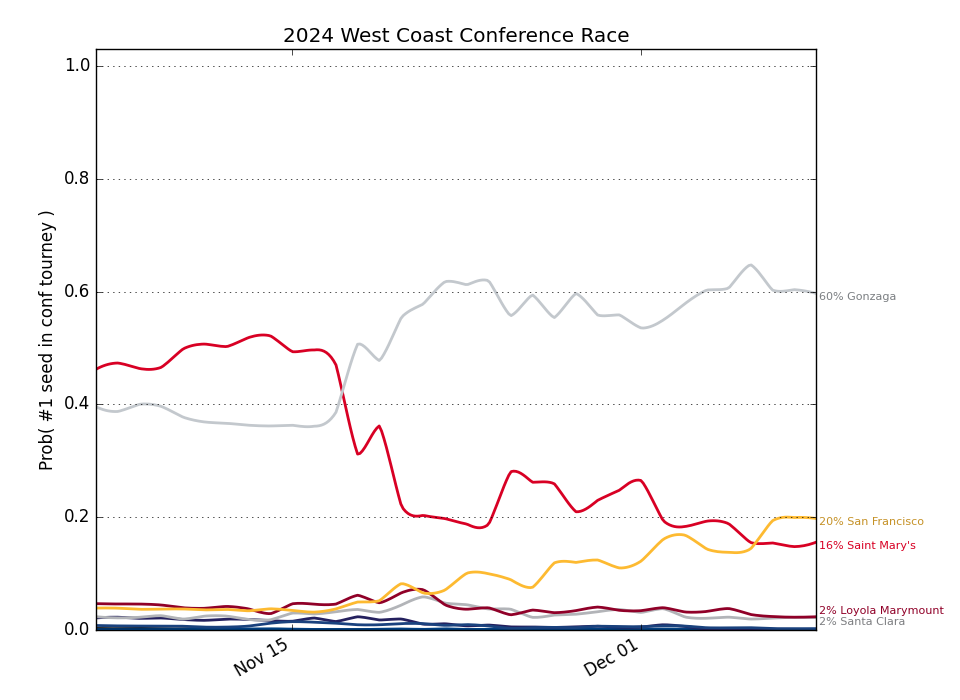 2024 West Coast Conference Race
Prob( #1 seed in conf tourney )
1.0
0.8
0.6
0.4
0.2
0.0
Nov 15
Dec 01
60% Gonzaga
20% San Francisco
16% Saint Mary's
2% Loyola Marymount
2% Santa Clara